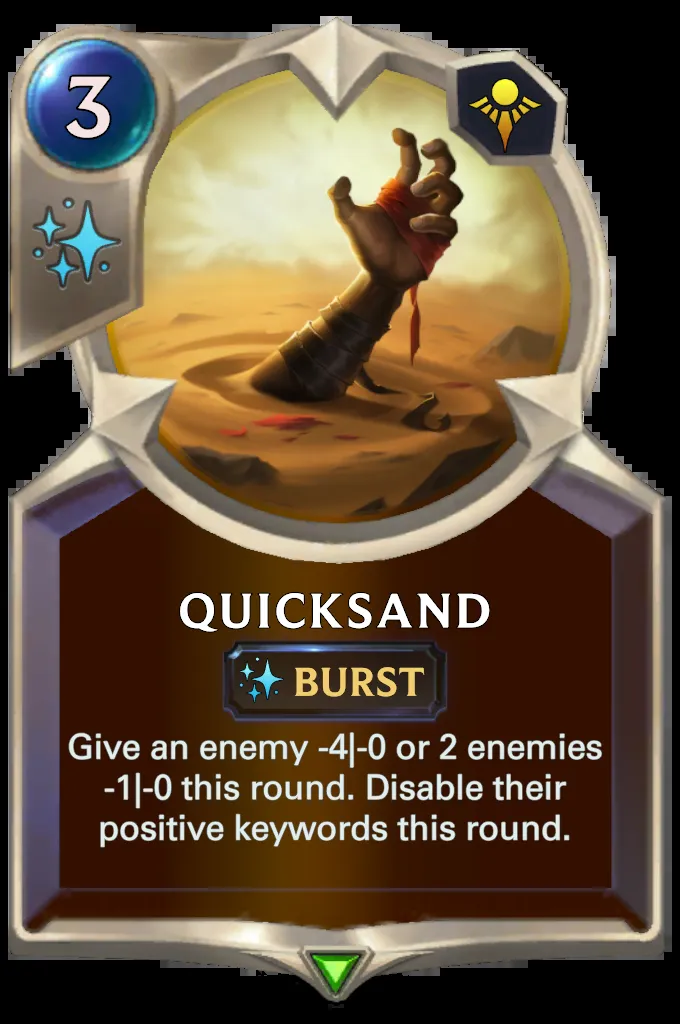 3
QUICKSAND
BURST
Give an enemy -4|-0 or 2 enemies
-1|-0 this round. Disable their
positive keywords this round.